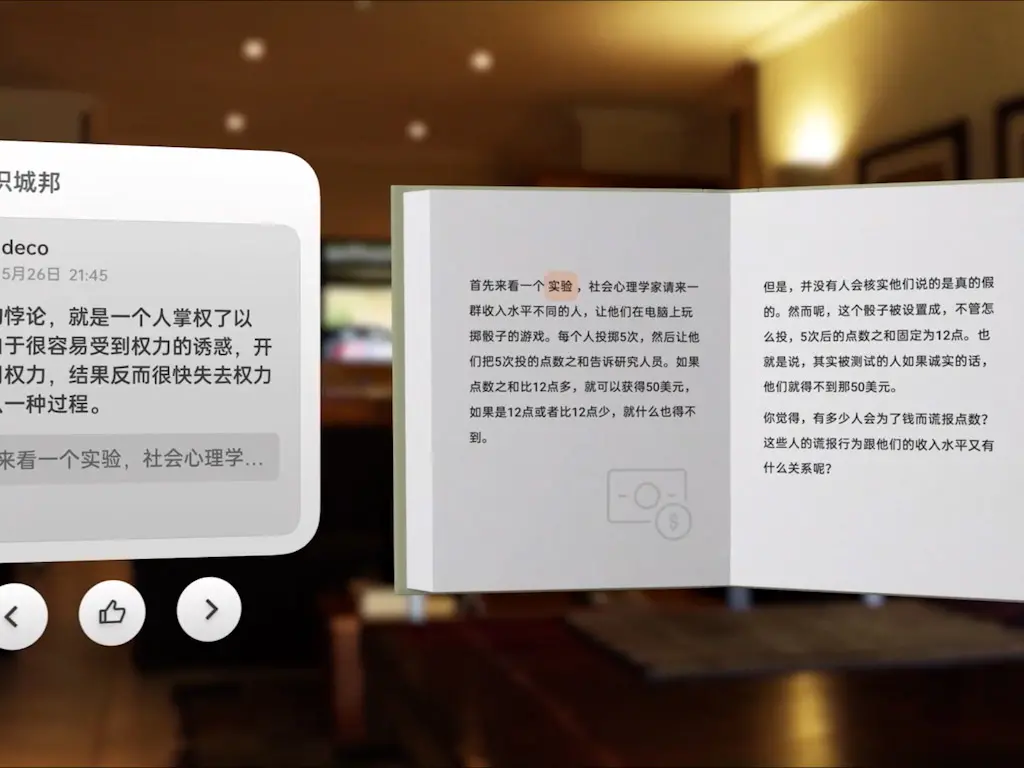 识城邦
deco
5月26日 21:45
悖论，就是一个人掌权了以
于很容易受到权力的诱惑，开
权力，结果反而很快失去权力
一种过程。
来看一个实验，社会心理学...
首先来看一个实验，社会心理学家请来一
群收入水平不同的人，让他们在电脑上玩
掷骰子的游戏。每个人投掷5次，然后让他
们把5次投的点数之和告诉研究人员。如果
点数之和比12点多，就可以获得50美元，
如果是12点或者比12点少，就什么也得不
到。
但是，并没有人会核实他们说的是真的假
的。然而呢，这个骰子被设置成，不管怎
么投，5次后的点数之和固定为12点。也
就是说，其实被测试的人如果诚实的话，
他们就得不到那50美元。
你觉得，有多少人会为了钱而谎报点数？
这些人的谎报行为跟他们的收入水平又有
什么关系呢？